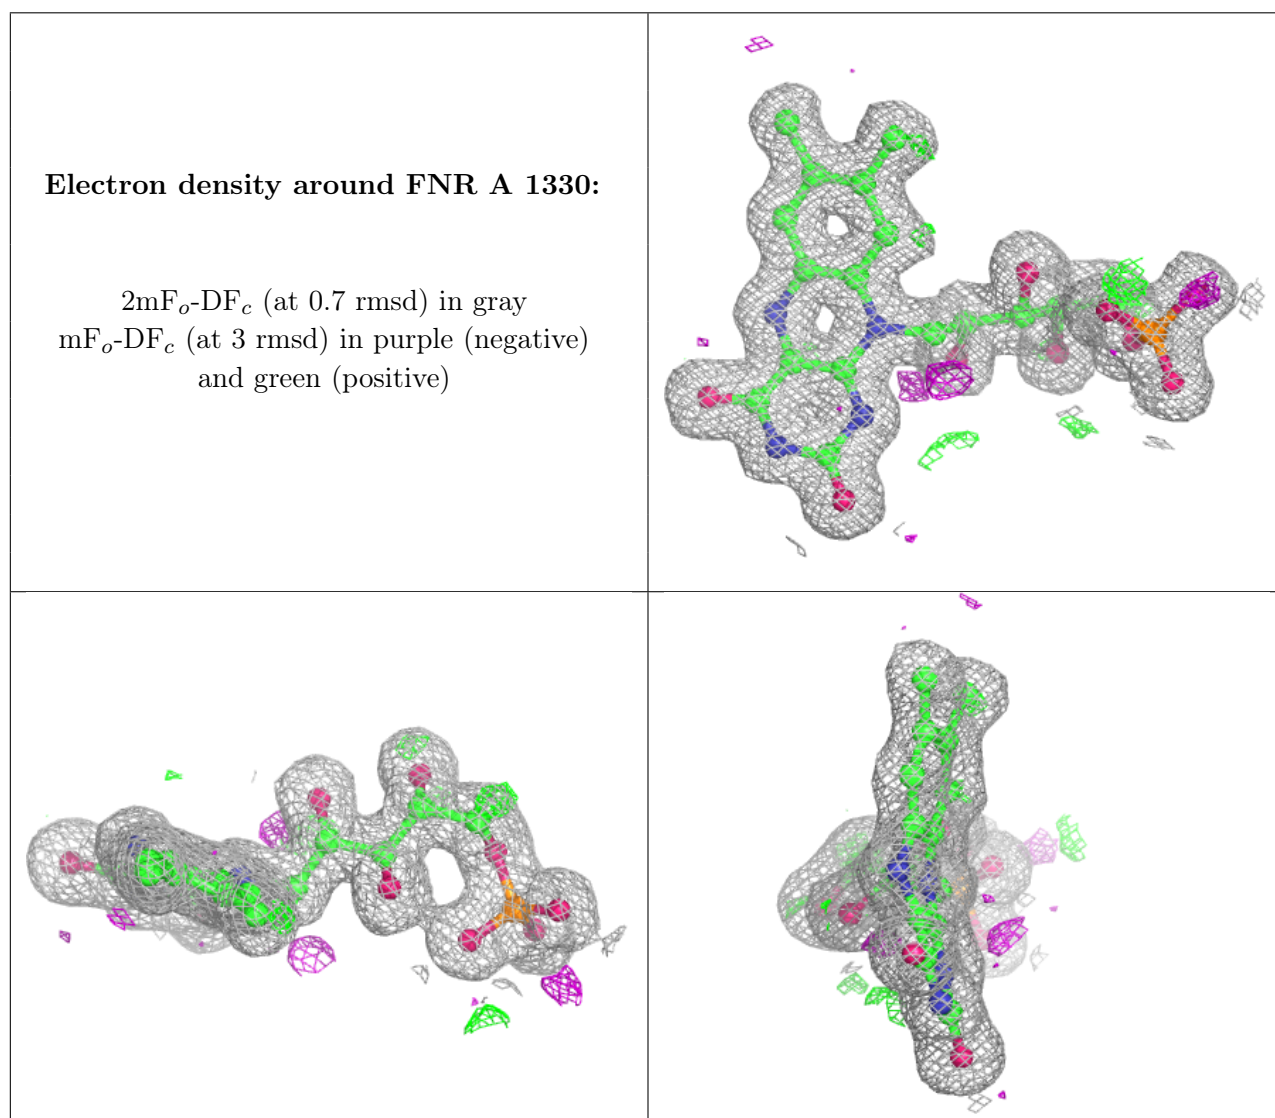 Electron density around FNR A 1330:
2mFo-DFc (at 0.7 rmsd) in gray
mFo-DFc (at 3 rmsd) in purple (negative)
and green (positive)